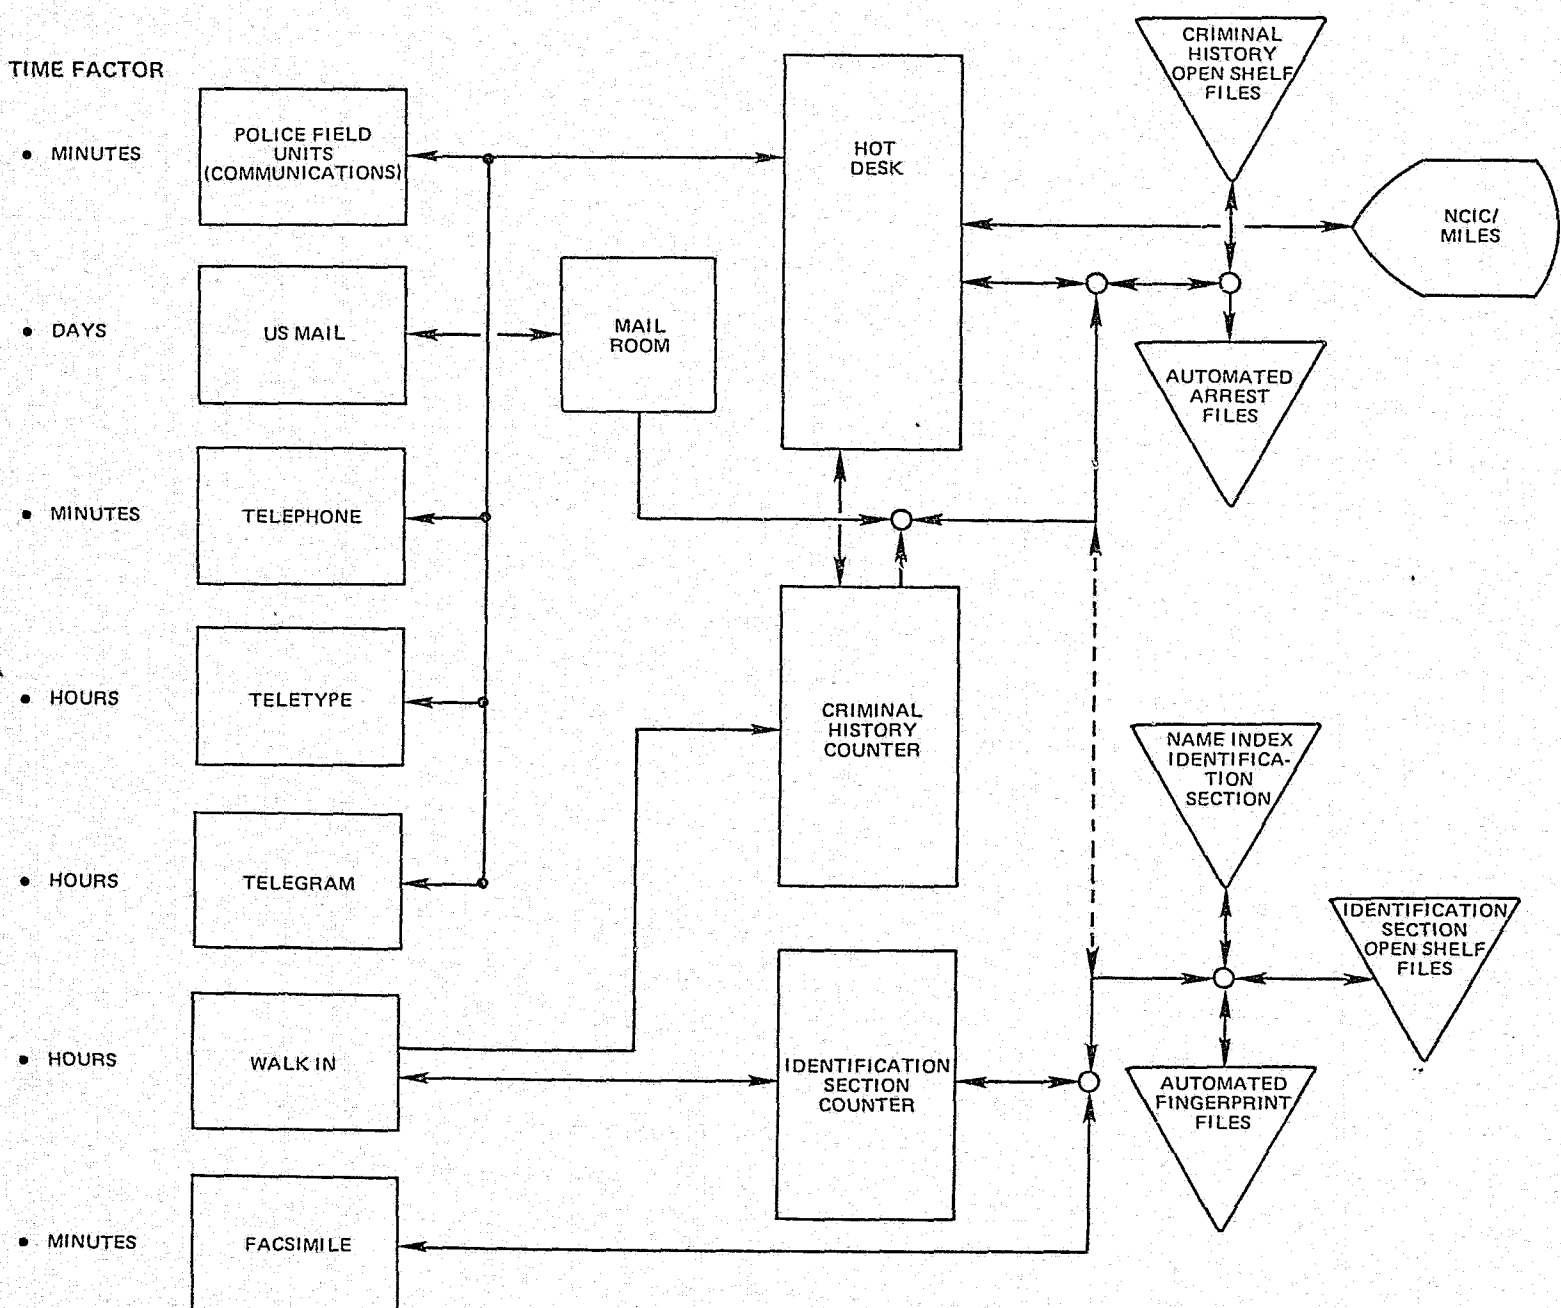 TIME FACTOR
• MINUTES
POLICE FIELD
UNITS
(COMMUNICATIONS)
• DAYS
US MAIL
MAIL
ROOM
• MINUTES
TELEPHONE
• HOURS
TELETYPE
• HOURS
TELEGRAM
• HOURS
WALK IN
• MINUTES
FACSIMILE
HOT
DESK
CRIMINAL
HISTORY
COUNTER
IDENTIFICATION
SECTION
COUNTER
CRIMINAL
HISTORY
OPEN SHELF
FILES
NCIC/
MILES
AUTOMATED
ARREST
FILES
NAME INDEX
IDENTIFICA-
TION
SECTION
IDENTIFICATION
SECTION
OPEN SHELF
FILES
AUTOMATED
FINGERPRINT
FILES